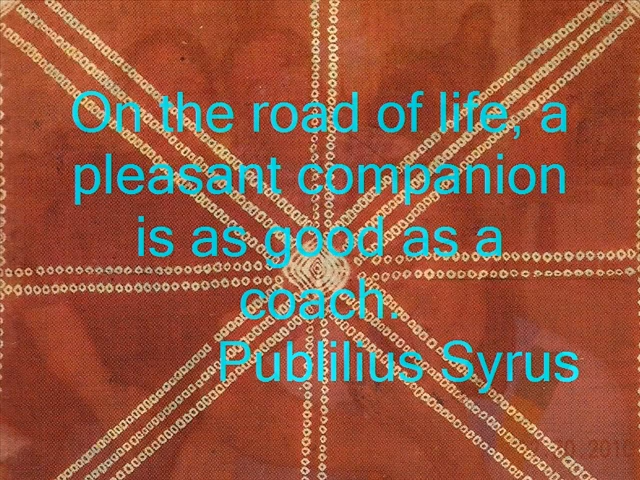 On the road of life, a
pleasant companion
is as good as a
coach.
Publilius Syrus